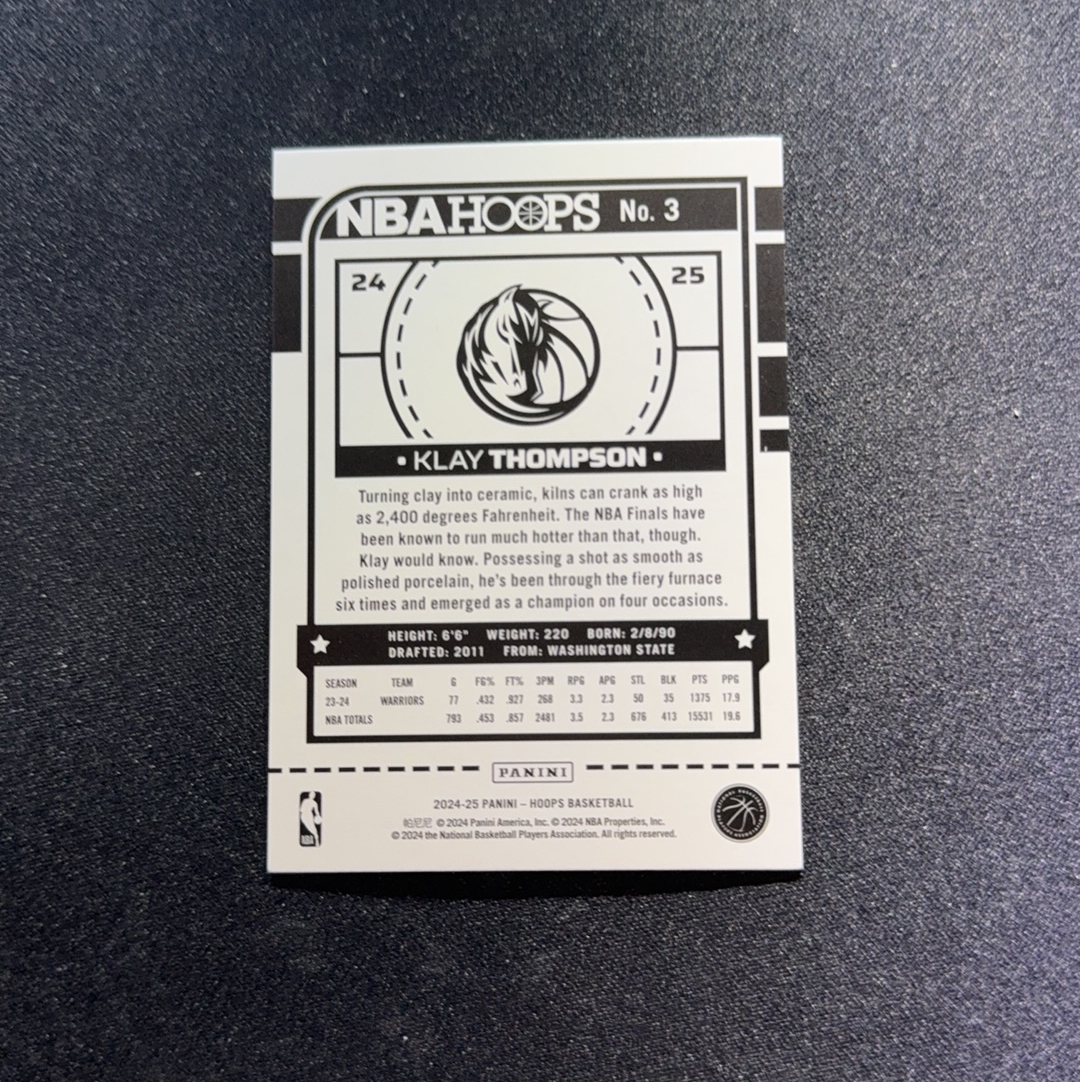 NBA HOOPS No. 3
24 25
• KLAY THOMPSON •
Turning clay into ceramic, kilns can crank as high
as 2,400 degrees Fahrenheit. The NBA Finals have
been known to run much hotter than that, though.
Klay would know. Possessing a shot as smooth as
polished porcelain, he's been through the fiery furnace
six times and emerged as a champion on four occasions.
HEIGHT: 6'6" WEIGHT: 220 BORN: 2/8/90
DRAFTED: 2011 FROM: WASHINGTON STATE
SEASON TEAM G FG% FT% 3PM RPG APG STL BLK PTS PPG
23-24 WARRIORS 77 .432 .927 268 3.3 2.3 50 35 1375 17.9
NBA TOTALS 793 .453 .857 2481 3.5 2.3 676 413 15531 19.6
PANINI
2024-25 PANINI – HOOPS BASKETBALL
帕尼尼 © 2024 Panini America, Inc. © 2024 NBA Properties, Inc.
© 2024 the National Basketball Players Association. All rights reserved.
NBA
NATIONAL BASKETBALL PLAYERS ASSOCIATION